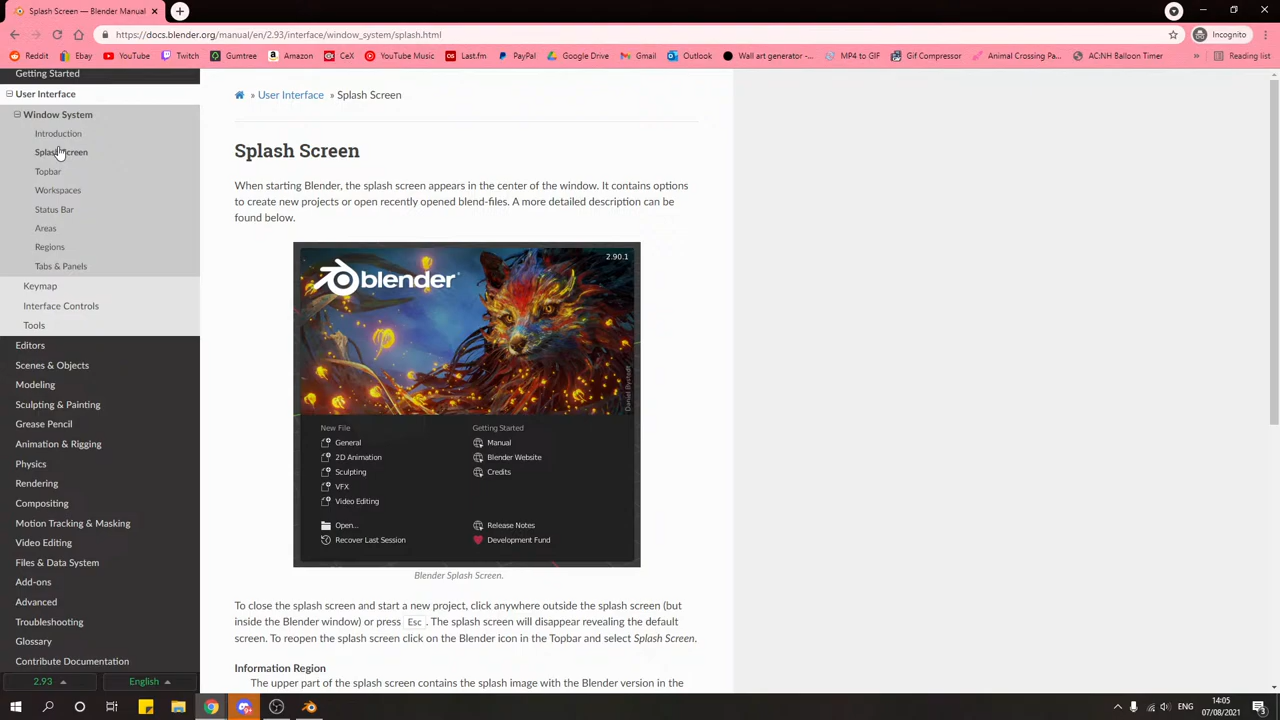 Splash Screen — Blender Manual
https://docs.blender.org/manual/en/2.93/interface/window_system/splash.html
Incognito
Reddit Ebay YouTube Twitch Gumtree Amazon CeX YouTube Music Last.fm PayPal Google Drive Gmail Outlook Wall art generator -... MP4 to GIF Gif Compressor Animal Crossing Pa... AC:NH Balloon Timer » Reading list
Getting Started
User Interface
Window System
Introduction
Splash Screen
Topbar
Workspaces
Status Bar
Areas
Regions
Tabs & Panels
Keymap
Interface Controls
Tools
Editors
Scenes & Objects
Modeling
Sculpting & Painting
Grease Pencil
Animation & Rigging
Physics
Rendering
Compositing
Motion Tracking & Masking
Video Editing
Files & Data System
Add-ons
Advanced
Troubleshooting
Glossary
Contribute Documentation
2.93 English
» User Interface » Splash Screen
Splash Screen
When starting Blender, the splash screen appears in the center of the window. It contains options
to create new projects or open recently opened blend-files. A more detailed description can be
found below.
2.90.1
blender
Daniel Bystedt
New File
General
2D Animation
Sculpting
VFX
Video Editing
Open...
Recover Last Session
Getting Started
Manual
Blender Website
Credits
Release Notes
Development Fund
Blender Splash Screen.
To close the splash screen and start a new project, click anywhere outside the splash screen (but
inside the Blender window) or press Esc . The splash screen will disappear revealing the default
screen. To reopen the splash screen click on the Blender icon in the Topbar and select Splash Screen.
Information Region
The upper part of the splash screen contains the splash image with the Blender version in the
ENG
14:05
07/08/2021
3